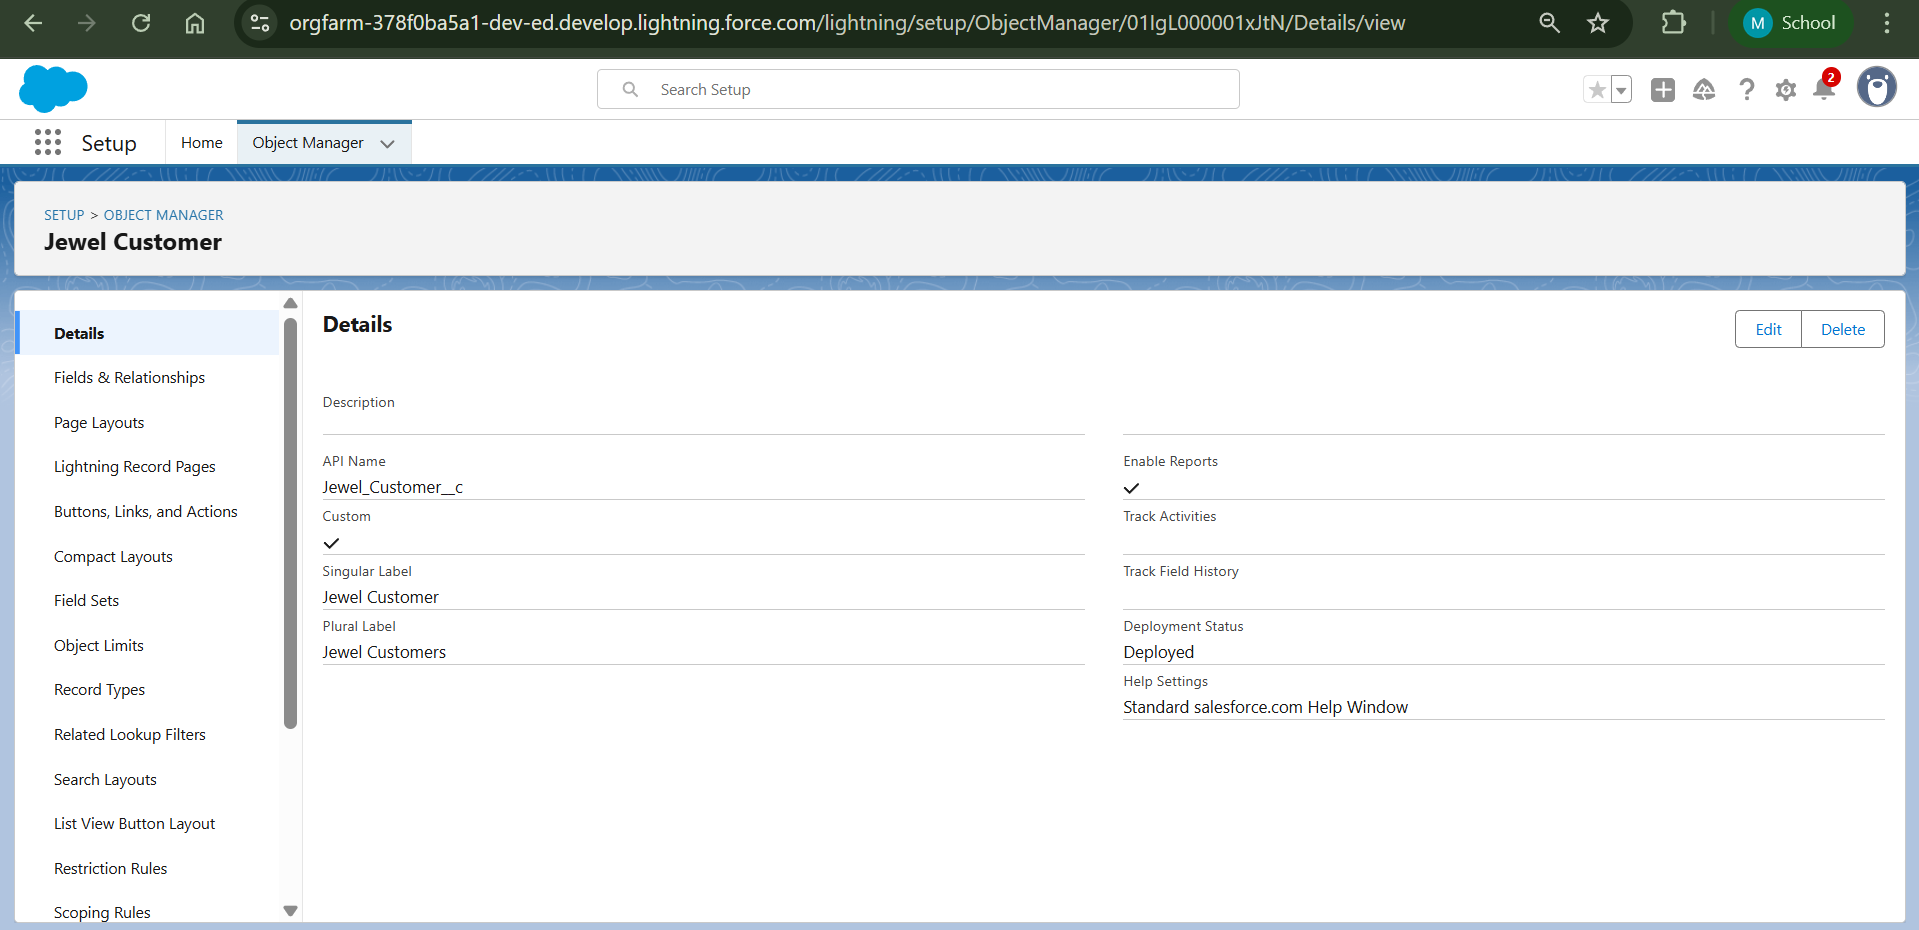 orgfarm-378f0ba5a1-dev-ed.develop.lightning.force.com/lightning/setup/ObjectManager/01IgL000001xJtN/Details/view
M School
Search Setup
2
Setup
Home
Object Manager
SETUP > OBJECT MANAGER
Jewel Customer
Details
Fields & Relationships
Page Layouts
Lightning Record Pages
Buttons, Links, and Actions
Compact Layouts
Field Sets
Object Limits
Record Types
Related Lookup Filters
Search Layouts
List View Button Layout
Restriction Rules
Scoping Rules
Details
Edit
Delete
Description
API Name
Jewel_Customer__c
Custom
Singular Label
Jewel Customer
Plural Label
Jewel Customers
Enable Reports
Track Activities
Track Field History
Deployment Status
Deployed
Help Settings
Standard salesforce.com Help Window